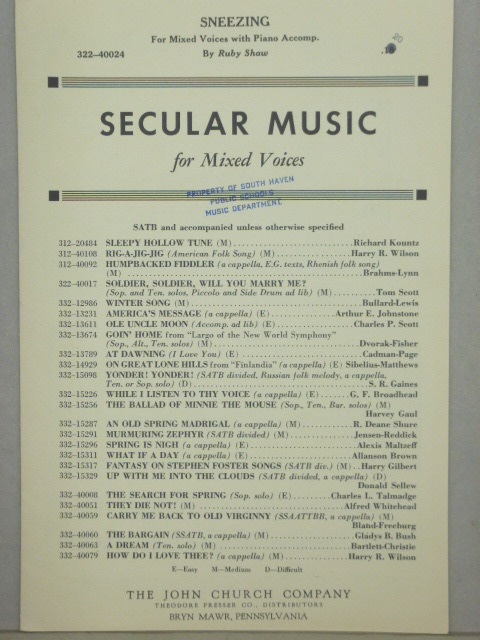 SNEEZING
For Mixed Voices with Piano Accomp.
322-40024 By Ruby Shaw .16
20
SECULAR MUSIC
for Mixed Voices
PROPERTY OF SOUTH HAVEN
PUBLIC SCHOOLS
MUSIC DEPARTMENT
SATB and accompanied unless otherwise specified
312-20484 SLEEPY HOLLOW TUNE (M) Richard Kountz
312-40108 RIG-A-JIG-JIG (American Folk Song) (M) Harry R. Wilson
312-40092 HUMPBACKED FIDDLER (a cappella, E.G. texts, Rhenish folk song)
(M) Brahms-Lynn
322-40017 SOLDIER, SOLDIER, WILL YOU MARRY ME?
(Sop. and Ten. solos, Piccolo and Side Drum ad lib) (M) Tom Scott
332-12986 WINTER SONG (M) Bullard-Lewis
332-13231 AMERICA'S MESSAGE (a cappella) (E) Arthur E. Johnstone
332-13611 OLE UNCLE MOON (Accomp. ad lib) (E) Charles P. Scott
332-13674 GOIN' HOME from "Largo of the New World Symphony"
(Sop., Alt., Ten. solos) (M) Dvorak-Fisher
332-13789 AT DAWNING (I Love You) (E) Cadman-Page
332-14929 ON GREAT LONE HILLS (from "Finlandia" (a cappella) (E) Sibelius-Matthews
332-15098 YONDER! YONDER! (SATB divided, Russian folk melody, a cappella,
Ten. or Sop. solo) (D) S. R. Gaines
332-15226 WHILE I LISTEN TO THY VOICE (a cappella) (E) G. F. Broadhead
332-15256 THE BALLAD OF MINNIE THE MOUSE (Sop., Ten., Bar. solos) (M)
Harvey Gaul
332-15287 AN OLD SPRING MADRIGAL (a cappella) (M) R. Deane Shure
332-15291 MURMURING ZEPHYR (SATB divided) (M) Jensen-Reddick
332-15296 SPRING IS NIGH (a cappella) (E) Alexis Maltzeff
332-15311 WHAT IF A DAY (a cappella) (E) Allanson Brown
332-15317 FANTASY ON STEPHEN FOSTER SONGS (SATB div.) (M) Harry Gilbert
332-15329 UP WITH ME INTO THE CLOUDS (SATB divided, a cappella) (D)
Donald Sellew
332-40008 THE SEARCH FOR SPRING (Sop. solo) (E) Charles L. Talmadge
332-40051 THEY DIE NOT! (M) Alfred Whitehead
332-40059 CARRY ME BACK TO OLD VIRGINNY (SSAATTBB, a cappella) (M)
Bland-Freeburg
332-40060 THE BARGAIN (SSATB, a cappella) (M) Gladys B. Bush
332-40063 A DREAM (Ten. solo) (M) Bartlett-Christie
332-40079 HOW DO I LOVE THEE? (a cappella) (M) Harry R. Wilson
E—Easy M—Medium D—Difficult
THE JOHN CHURCH COMPANY
THEODORE PRESSER CO., DISTRIBUTORS
BRYN MAWR, PENNSYLVANIA